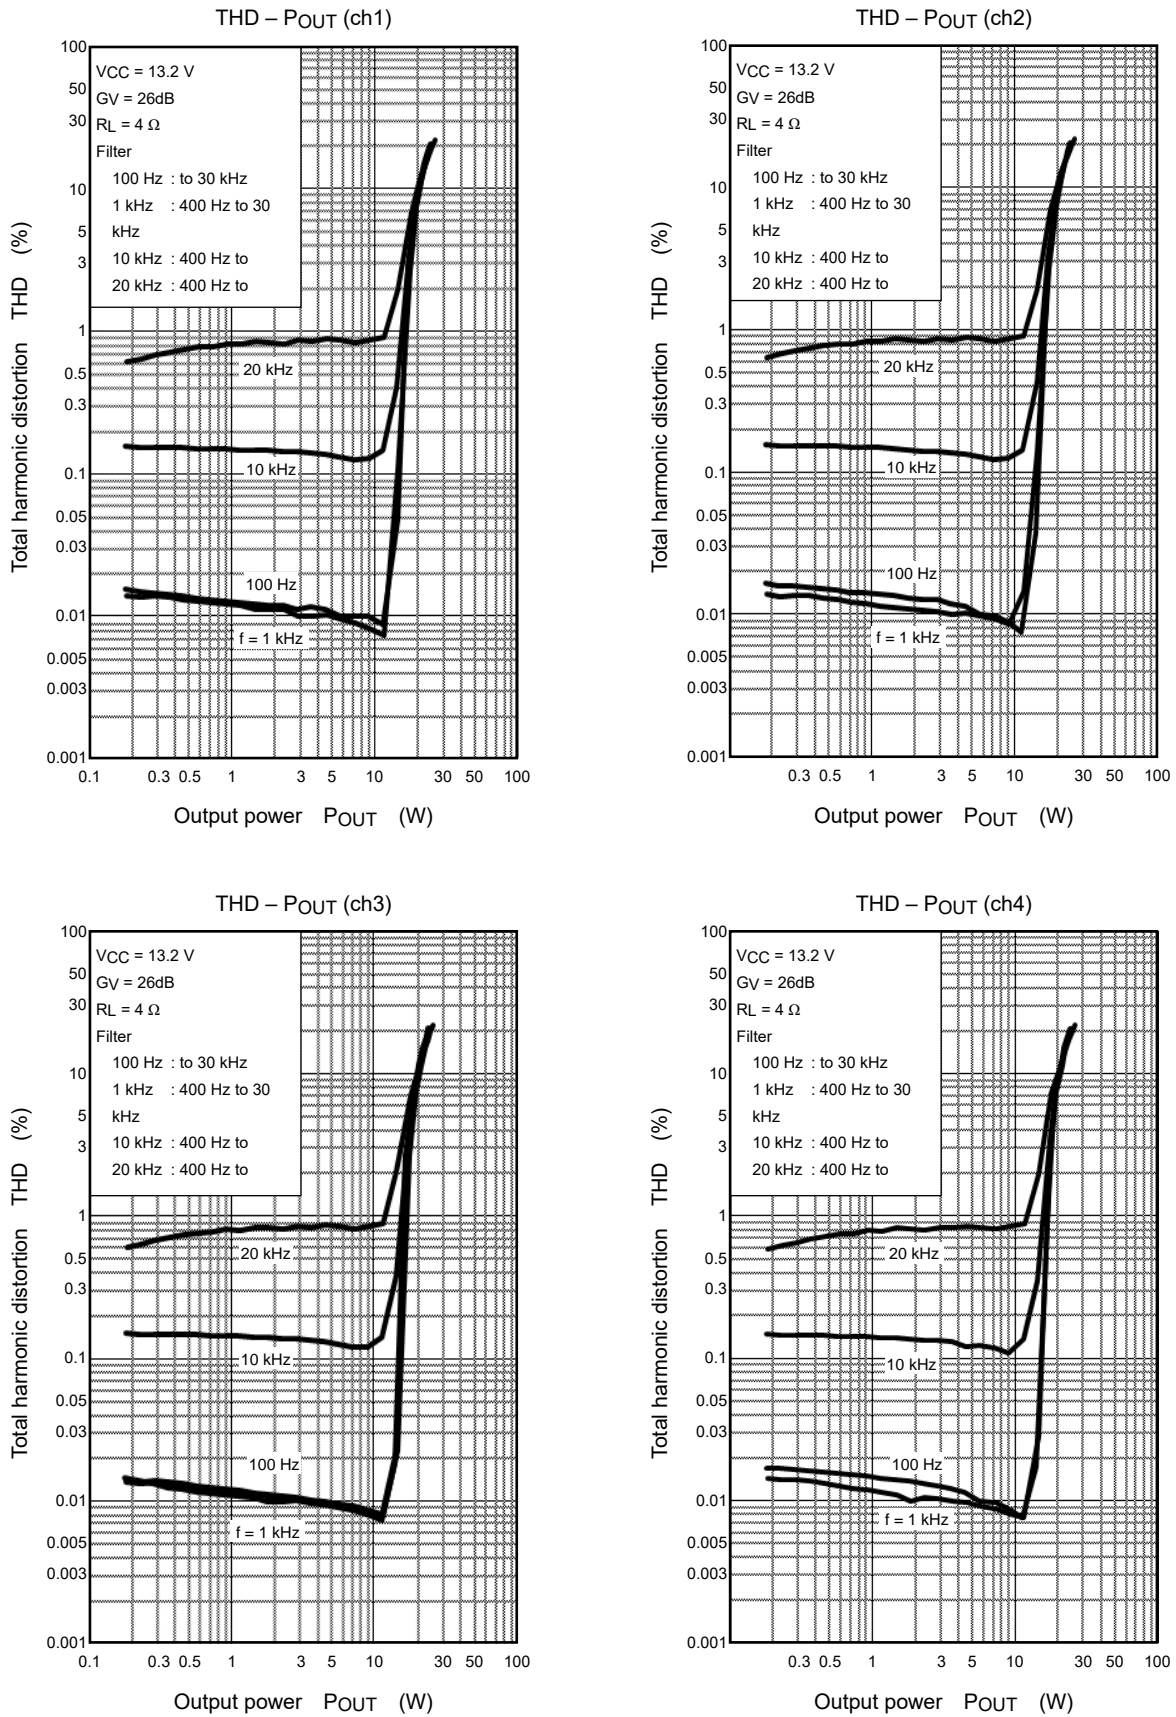 THD – POUT (ch1)
100
50
30
10
5
3
1
0.5
0.3
0.1
0.05
0.03
0.01
0.005
0.003
0.001
Total harmonic distortion THD (%)
VCC = 13.2 V
GV = 26dB
RL = 4 Ω
Filter
100 Hz : to 30 kHz
1 kHz : 400 Hz to 30
kHz
10 kHz : 400 Hz to
20 kHz : 400 Hz to
20 kHz
10 kHz
100 Hz
f = 1 kHz
0.1 0.3 0.5 1 3 5 10 30 50 100
Output power POUT (W)
THD – POUT (ch2)
100
50
30
10
5
3
1
0.5
0.3
0.1
0.05
0.03
0.01
0.005
0.003
0.001
Total harmonic distortion THD (%)
VCC = 13.2 V
GV = 26dB
RL = 4 Ω
Filter
100 Hz : to 30 kHz
1 kHz : 400 Hz to 30
kHz
10 kHz : 400 Hz to
20 kHz : 400 Hz to
20 kHz
10 kHz
100 Hz
f = 1 kHz
0.3 0.5 1 3 5 10 30 50 100
Output power POUT (W)
THD – POUT (ch3)
100
50
30
10
5
3
1
0.5
0.3
0.1
0.05
0.03
0.01
0.005
0.003
0.001
Total harmonic distortion THD (%)
VCC = 13.2 V
GV = 26dB
RL = 4 Ω
Filter
100 Hz : to 30 kHz
1 kHz : 400 Hz to 30
kHz
10 kHz : 400 Hz to
20 kHz : 400 Hz to
20 kHz
10 kHz
100 Hz
f = 1 kHz
0.1 0.3 0.5 1 3 5 10 30 50 100
Output power POUT (W)
THD – POUT (ch4)
100
50
30
10
5
3
1
0.5
0.3
0.1
0.05
0.03
0.01
0.005
0.003
0.001
Total harmonic distortion THD (%)
VCC = 13.2 V
GV = 26dB
RL = 4 Ω
Filter
100 Hz : to 30 kHz
1 kHz : 400 Hz to 30
kHz
10 kHz : 400 Hz to
20 kHz : 400 Hz to
20 kHz
10 kHz
100 Hz
f = 1 kHz
0.3 0.5 1 3 5 10 30 50 100
Output power POUT (W)